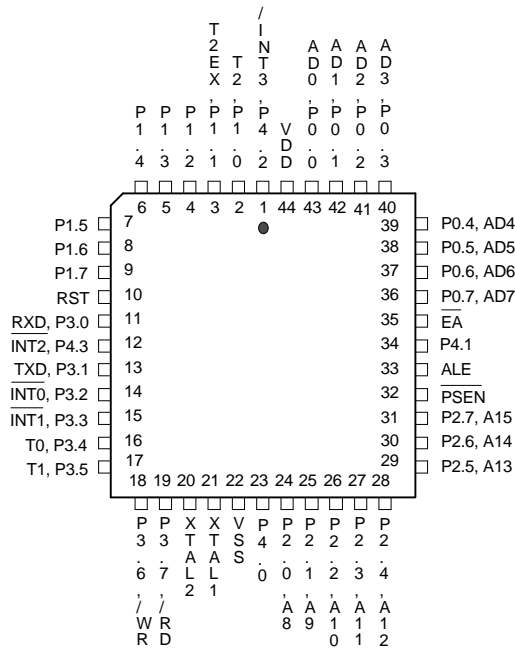 /INT3,P4.2
T2EX,P1.1
T2,P1.0
AD0,P0.0
AD1,P0.1
AD2,P0.2
AD3,P0.3
P1.4
P1.3
P1.2
VDD
6 5 4 3 2 1 44 43 42 41 40
P1.5 7
P1.6 8
P1.7 9
RST 10
RXD, P3.0 11
INT2, P4.3 12
TXD, P3.1 13
INT0, P3.2 14
INT1, P3.3 15
T0, P3.4 16
T1, P3.5 17
39 P0.4, AD4
38 P0.5, AD5
37 P0.6, AD6
36 P0.7, AD7
35 EA
34 P4.1
33 ALE
32 PSEN
31 P2.7, A15
30 P2.6, A14
29 P2.5, A13
18 19 20 21 22 23 24 25 26 27 28
P3.6,/WR
P3.7,/RD
XTAL2
XTAL1
VSS
P4.0
P2.0,A8
P2.1,A9
P2.2,A10
P2.3,A11
P2.4,A12